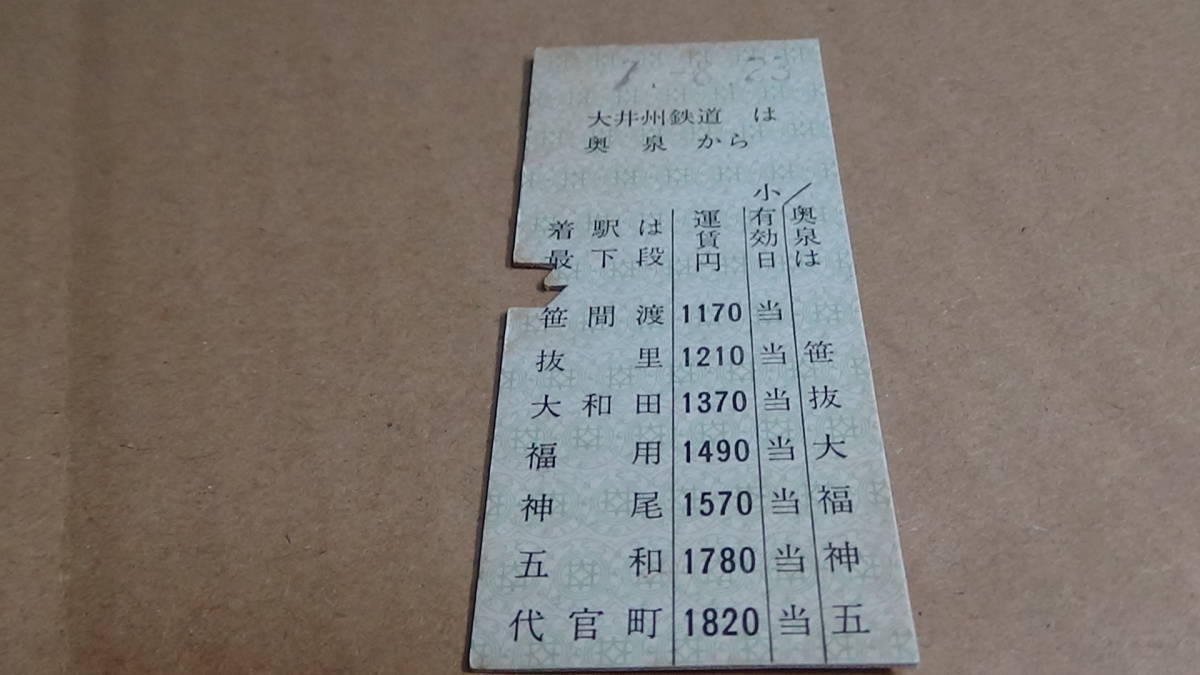 7.-8.23
大井川鉄道 は
奥 泉 から
小
着駅は 運賃 有効 奥泉
最下段 円 日 は
笹間渡 1170 当
抜里 1210 当 笹
大和田 1370 当 抜
福用 1490 当 大
神尾 1570 当 福
五和 1780 当 神
代官町 1820 当 五